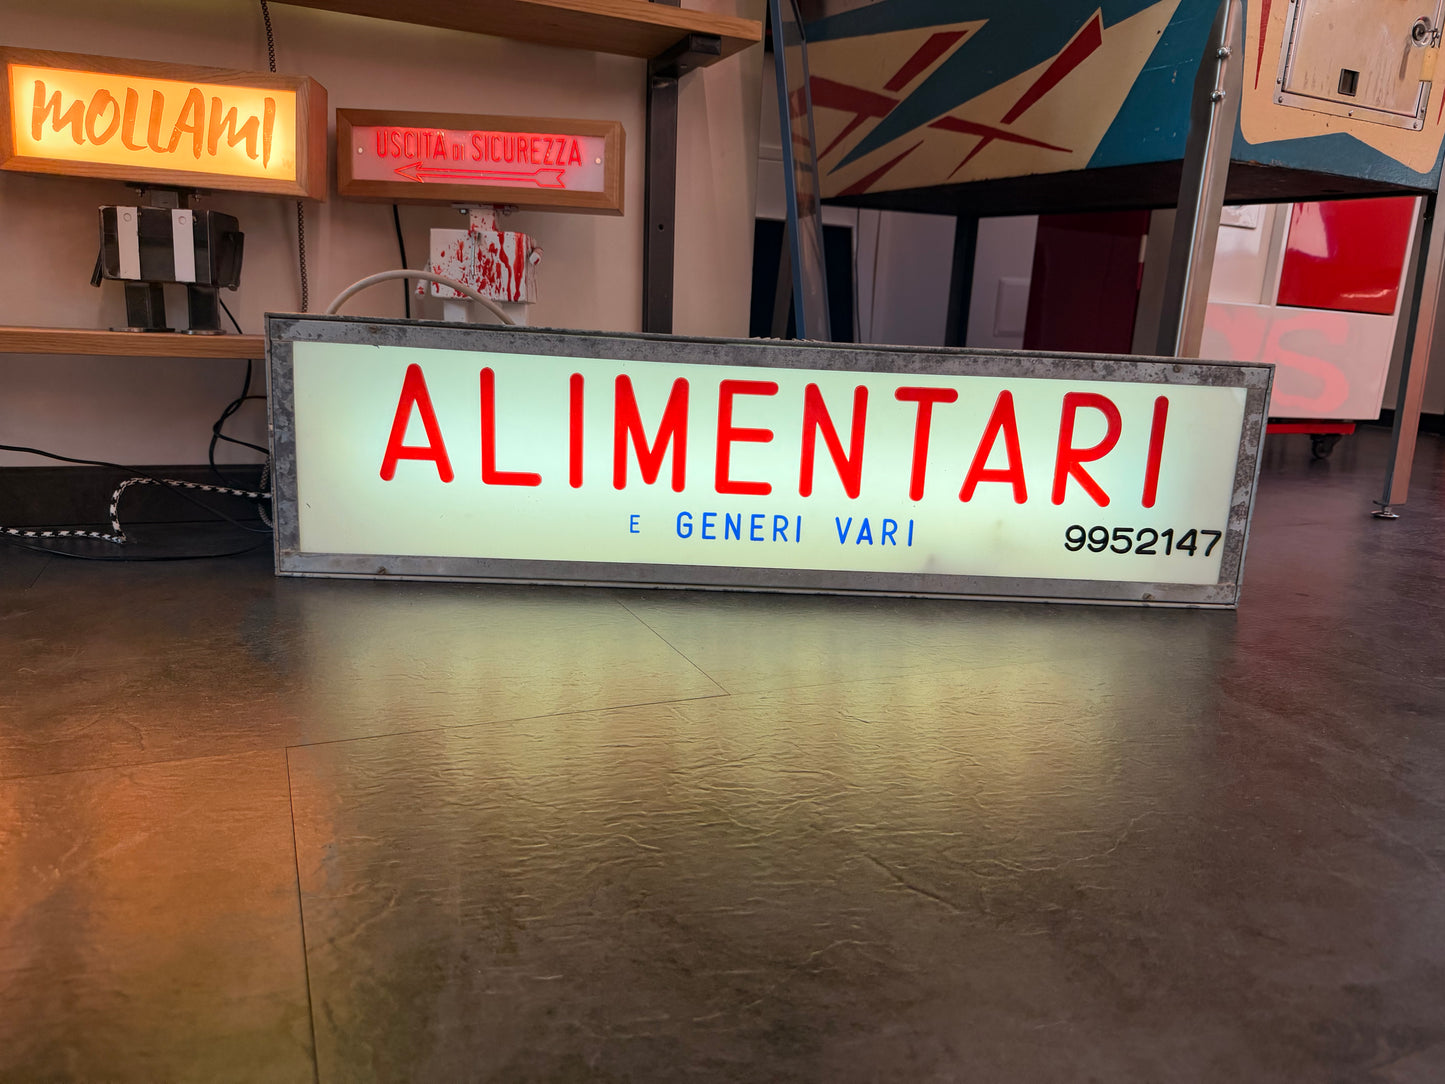 MOLLAMI
USCITA DI SICUREZZA
ALIMENTARI
E GENERI VARI
9952147